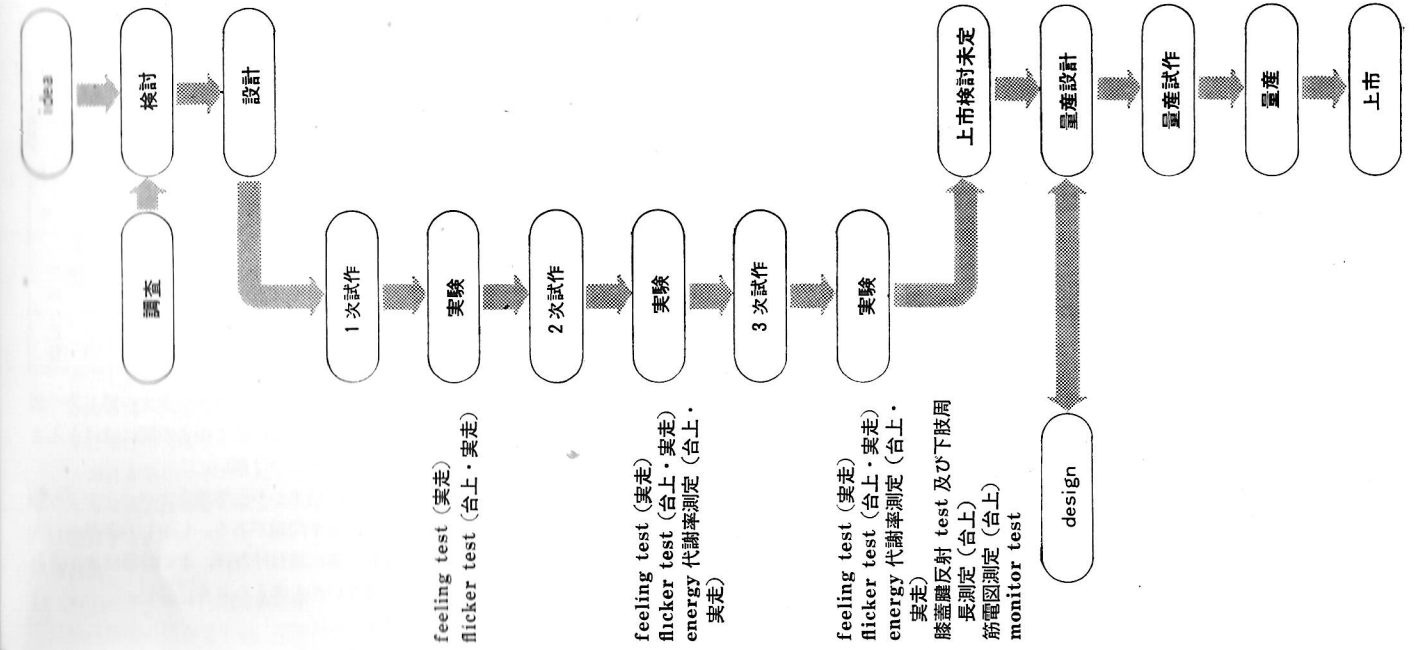 idea
検討
調査
設計
1次試作
実験
feeling test (実走)
flicker test (台上・実走)
2次試作
実験
feeling test (実走)
flicker test (台上・実走)
energy 代謝率測定 (台上・
実走)
3次試作
実験
feeling test (実走)
flicker test (台上・実走)
energy 代謝率測定 (台上・
実走)
膝蓋腱反射 test 及び下肢周
長測定 (台上)
筋電図測定 (台上)
monitor test
上市検討未定
量産設計
design
量産試作
量産
上市